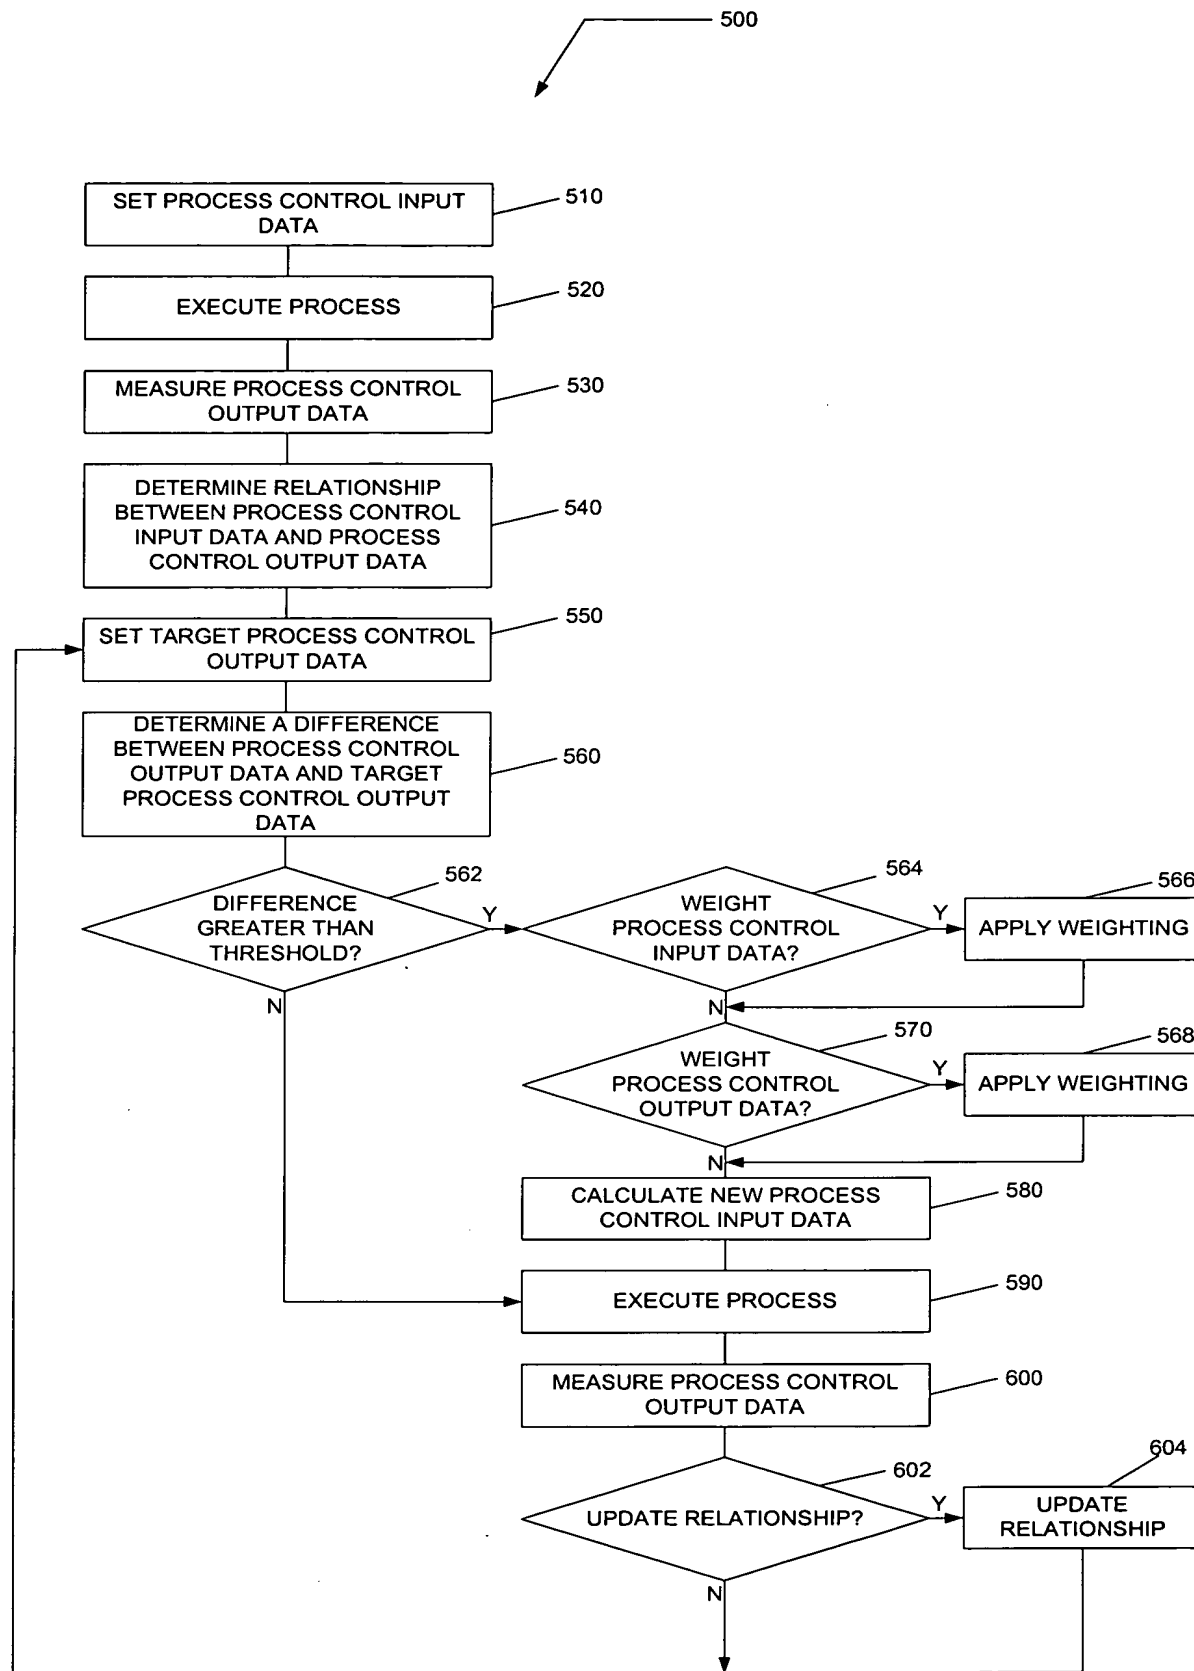 500
SET PROCESS CONTROL INPUT
DATA
510
EXECUTE PROCESS
520
MEASURE PROCESS CONTROL
OUTPUT DATA
530
DETERMINE RELATIONSHIP
BETWEEN PROCESS CONTROL
INPUT DATA AND PROCESS
CONTROL OUTPUT DATA
540
SET TARGET PROCESS CONTROL
OUTPUT DATA
550
DETERMINE A DIFFERENCE
BETWEEN PROCESS CONTROL
OUTPUT DATA AND TARGET
PROCESS CONTROL OUTPUT
DATA
560
DIFFERENCE
GREATER THAN
THRESHOLD?
562
Y
N
WEIGHT
PROCESS CONTROL
INPUT DATA?
564
Y
N
APPLY WEIGHTING
566
WEIGHT
PROCESS CONTROL
OUTPUT DATA?
570
Y
N
APPLY WEIGHTING
568
CALCULATE NEW PROCESS
CONTROL INPUT DATA
580
EXECUTE PROCESS
590
MEASURE PROCESS CONTROL
OUTPUT DATA
600
UPDATE RELATIONSHIP?
602
Y
N
UPDATE
RELATIONSHIP
604